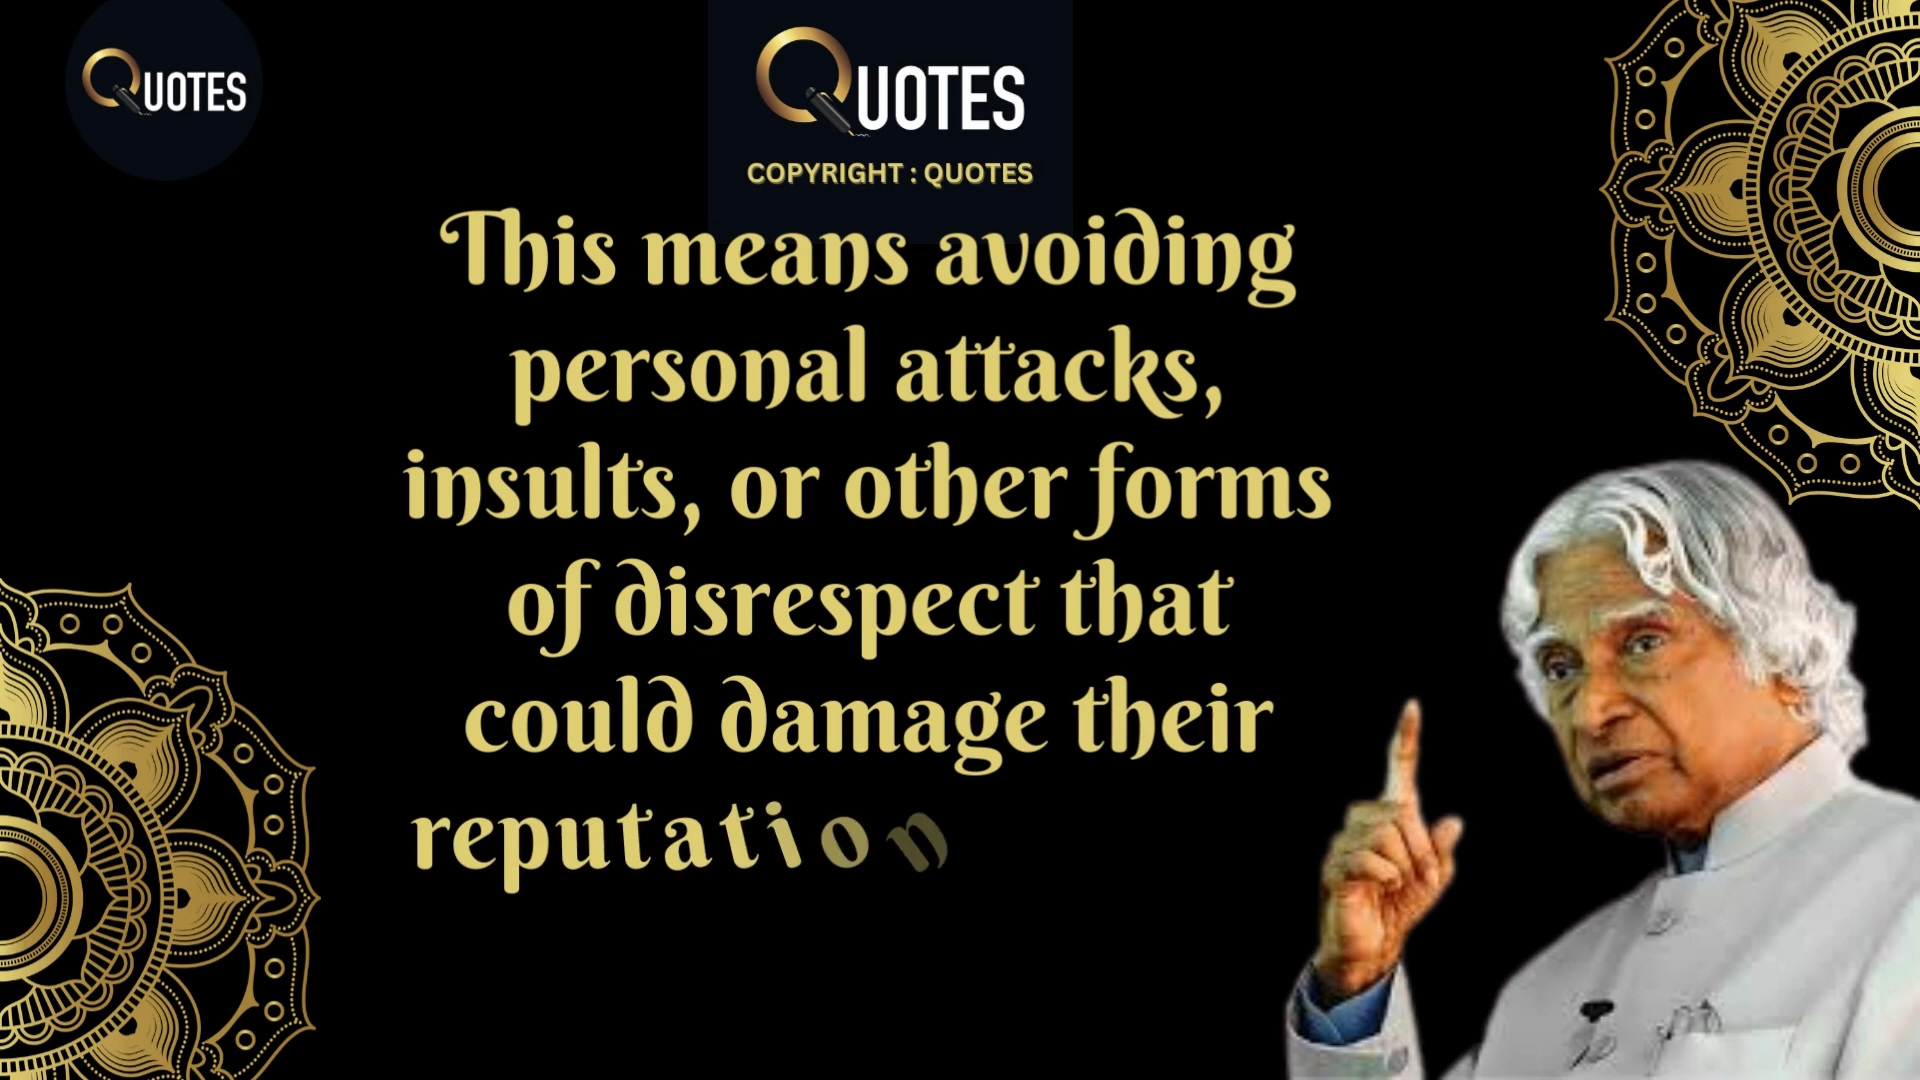 QUOTES
QUOTES
COPYRIGHT : QUOTES
This means avoiding
personal attacks,
insults, or other forms
of disrespect that
could damage their
reputation